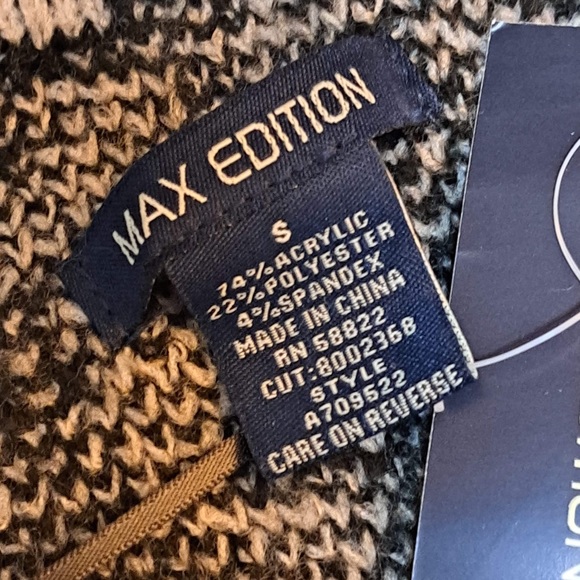 MAX EDITION
S
74% ACRYLIC
22% POLYESTER
4% SPANDEX
MADE IN CHINA
RN 58822
CUT: 8002368
STYLE
A709522
CARE ON REVERSE